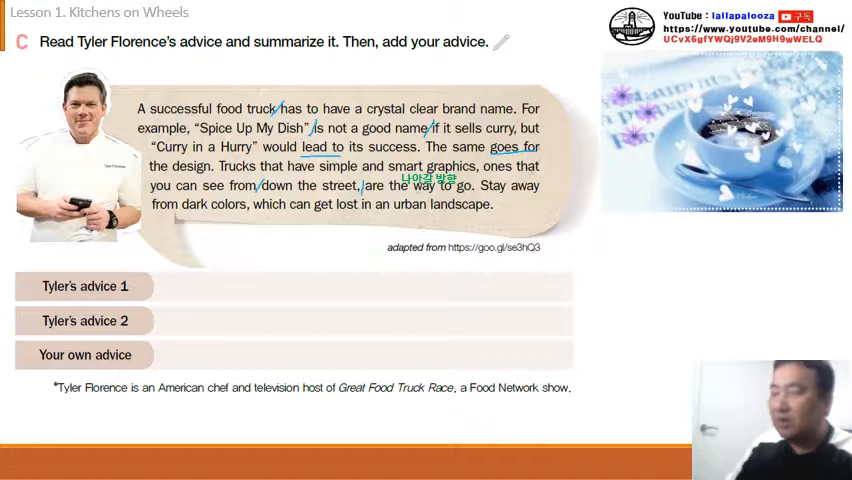 Lesson 1. Kitchens on Wheels
YouTube : lallapalooza 구독
https://www.youtube.com/channel/
UCvX6gfYWQj9V2eM9H9wWELQ
C Read Tyler Florence's advice and summarize it. Then, add your advice.
A successful food truck has to have a crystal clear brand name. For
example, “Spice Up My Dish” is not a good name if it sells curry, but
“Curry in a Hurry” would lead to its success. The same goes for
the design. Trucks that have simple and smart graphics, ones that
나아갈 방향
you can see from down the street, are the way to go. Stay away
from dark colors, which can get lost in an urban landscape.
adapted from https://goo.gl/se3hQ3
Tyler's advice 1
Tyler's advice 2
Your own advice
*Tyler Florence is an American chef and television host of Great Food Truck Race, a Food Network show.